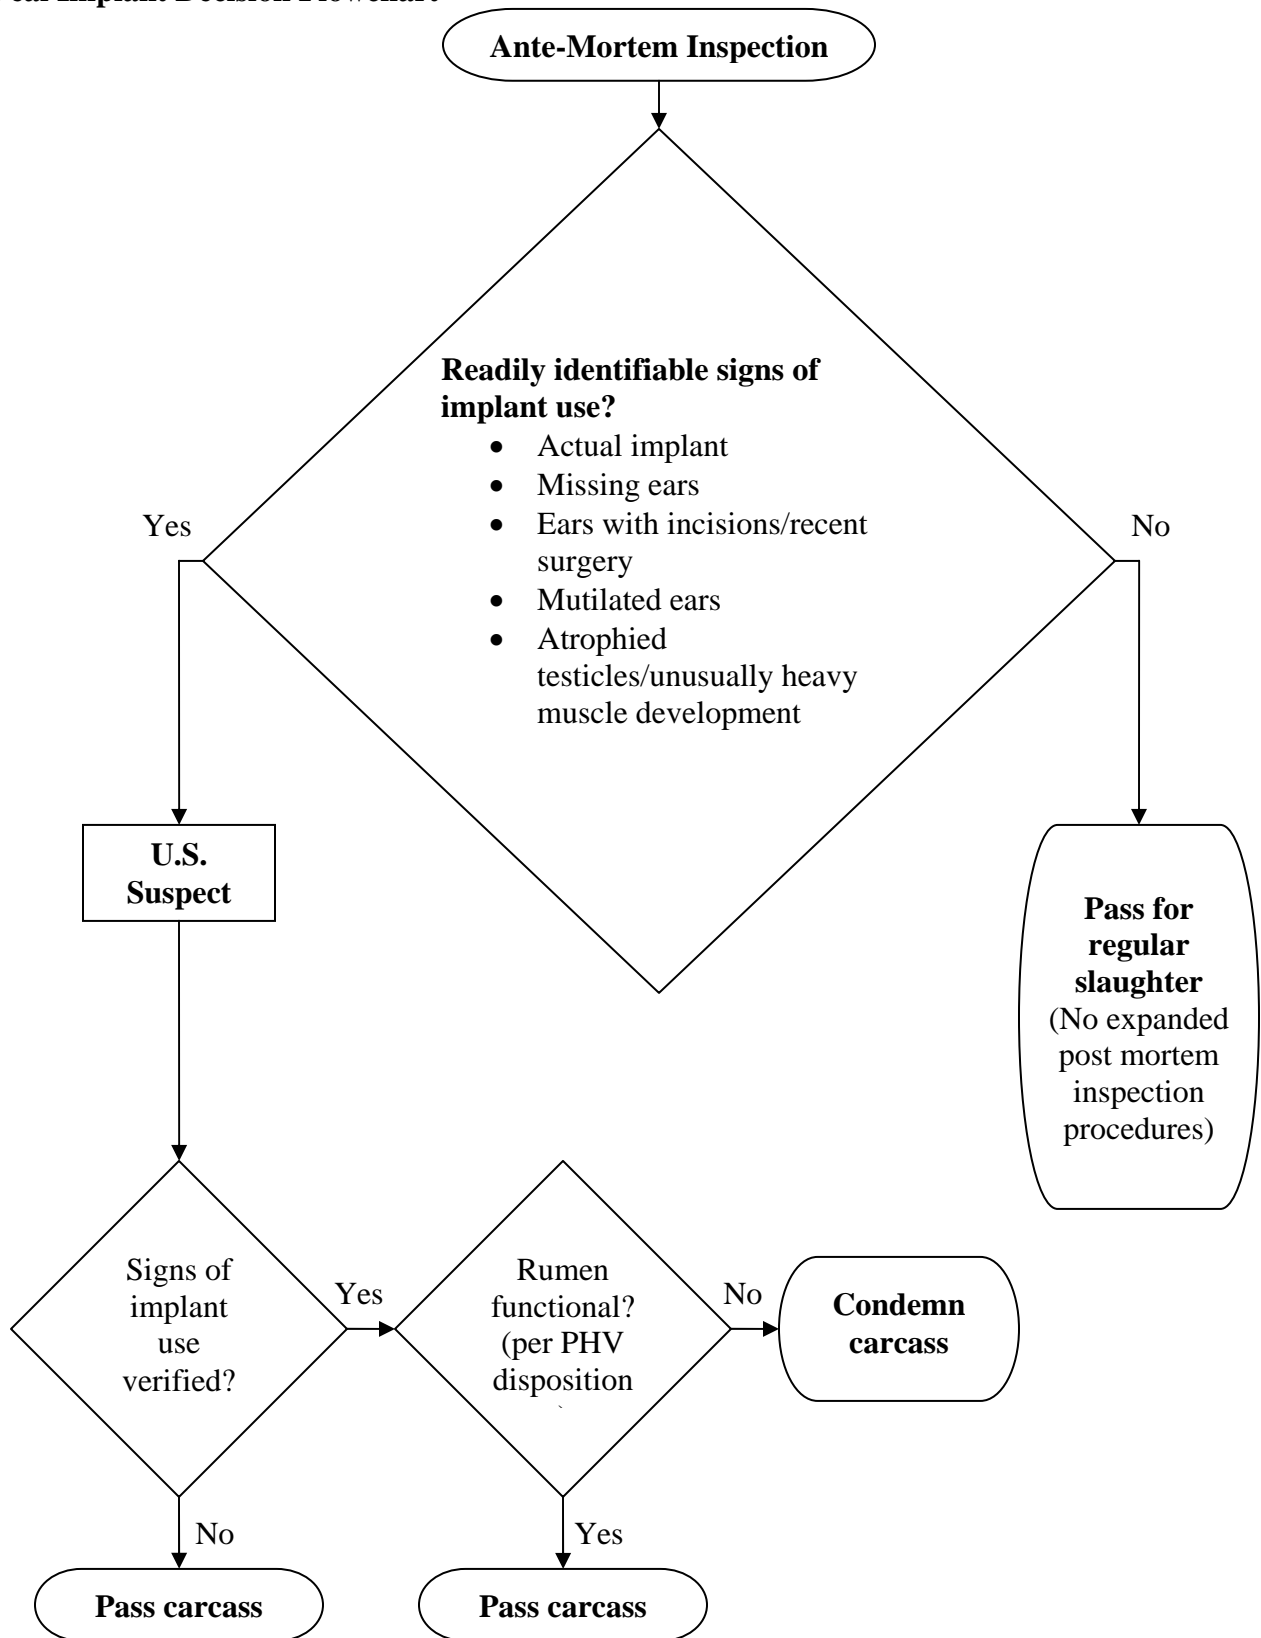 Implant Decision Flowchart
Ante-Mortem Inspection
Readily identifiable signs of
implant use?
• Actual implant
• Missing ears
• Ears with incisions/recent
surgery
• Mutilated ears
• Atrophied
testicles/unusually heavy
muscle development
Yes
No
U.S.
Suspect
Pass for
regular
slaughter
(No expanded
post mortem
inspection
procedures)
Signs of
implant
use
verified?
Yes
Rumen
functional?
(per PHV
disposition
No
Condemn
carcass
No
Yes
Pass carcass
Pass carcass